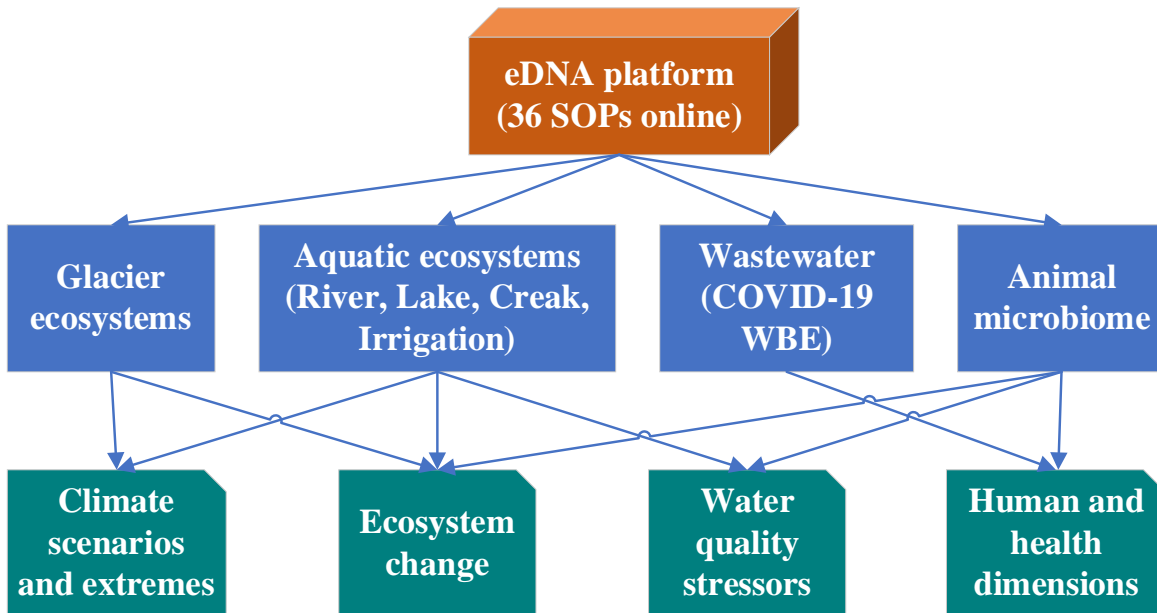 eDNA platform
(36 SOPs online)
Glacier
ecosystems
Aquatic ecosystems
(River, Lake, Creak,
Irrigation)
Wastewater
(COVID-19
WBE)
Animal
microbiome
Climate
scenarios
and extremes
Ecosystem
change
Water
quality
stressors
Human and
health
dimensions